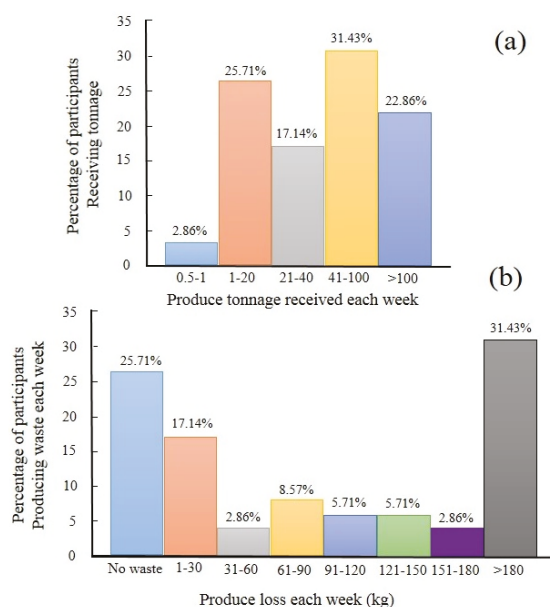 (a)
Percentage of participants
Receiving tonnage
35
30
25
20
15
10
5
0
2.86%
25.71%
17.14%
31.43%
22.86%
0.5-1 1-20 21-40 41-100 >100
Produce tonnage received each week
(b)
Percentage of participants
Producing waste each week
35
30
25
20
15
10
5
0
25.71%
17.14%
2.86%
8.57%
5.71%
5.71%
2.86%
31.43%
No waste 1-30 31-60 61-90 91-120 121-150 151-180 >180
Produce loss each week (kg)